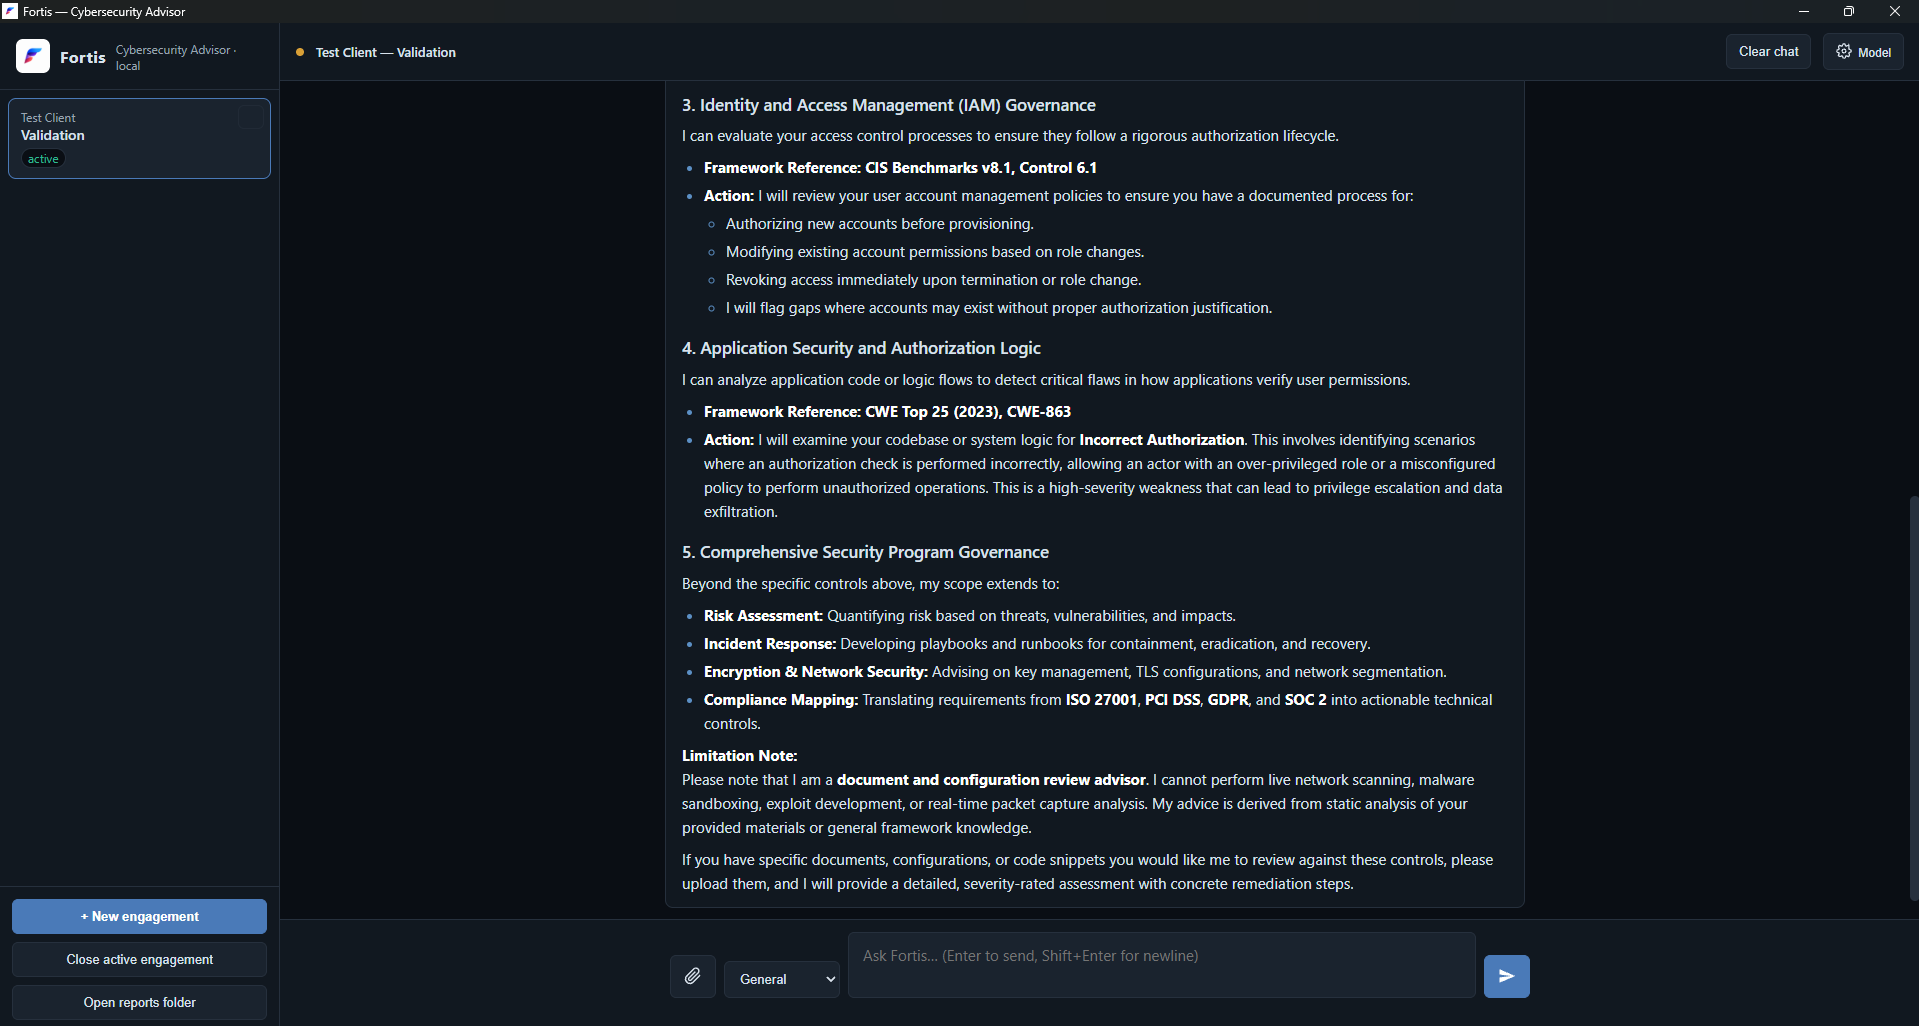 Fortis — Cybersecurity Advisor
Fortis
Cybersecurity Advisor ·
local
Test Client — Validation
Clear chat
Model
Test Client
Validation
active
3. Identity and Access Management (IAM) Governance
I can evaluate your access control processes to ensure they follow a rigorous authorization lifecycle.
Framework Reference: CIS Benchmarks v8.1, Control 6.1
Action: I will review your user account management policies to ensure you have a documented process for:
Authorizing new accounts before provisioning.
Modifying existing account permissions based on role changes.
Revoking access immediately upon termination or role change.
I will flag gaps where accounts may exist without proper authorization justification.
4. Application Security and Authorization Logic
I can analyze application code or logic flows to detect critical flaws in how applications verify user permissions.
Framework Reference: CWE Top 25 (2023), CWE-863
Action: I will examine your codebase or system logic for Incorrect Authorization. This involves identifying scenarios
where an authorization check is performed incorrectly, allowing an actor with an over-privileged role or a misconfigured
policy to perform unauthorized operations. This is a high-severity weakness that can lead to privilege escalation and data
exfiltration.
5. Comprehensive Security Program Governance
Beyond the specific controls above, my scope extends to:
Risk Assessment: Quantifying risk based on threats, vulnerabilities, and impacts.
Incident Response: Developing playbooks and runbooks for containment, eradication, and recovery.
Encryption & Network Security: Advising on key management, TLS configurations, and network segmentation.
Compliance Mapping: Translating requirements from ISO 27001, PCI DSS, GDPR, and SOC 2 into actionable technical
controls.
Limitation Note:
Please note that I am a document and configuration review advisor. I cannot perform live network scanning, malware
sandboxing, exploit development, or real-time packet capture analysis. My advice is derived from static analysis of your
provided materials or general framework knowledge.
If you have specific documents, configurations, or code snippets you would like me to review against these controls, please
upload them, and I will provide a detailed, severity-rated assessment with concrete remediation steps.
+ New engagement
Close active engagement
Open reports folder
General
Ask Fortis... (Enter to send, Shift+Enter for newline)